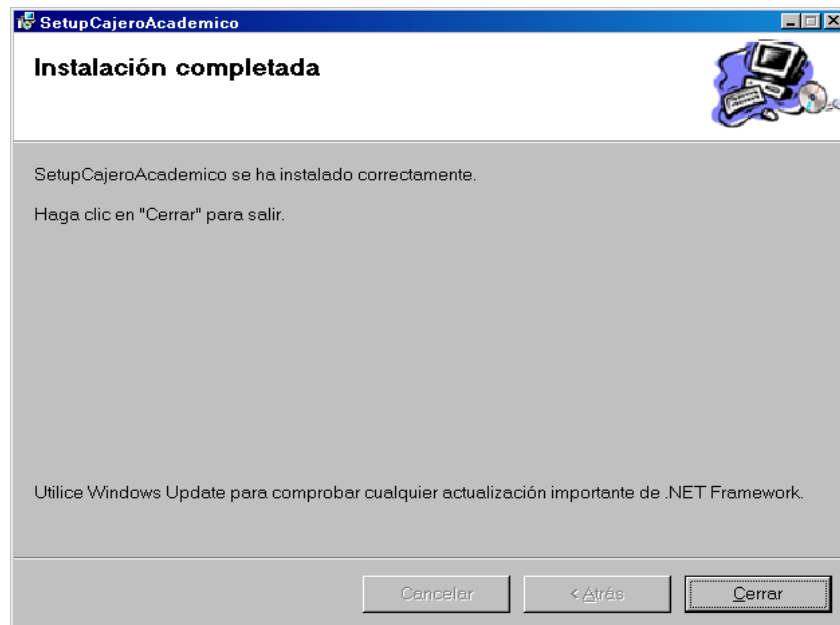 SetupCajeroAcademico
Instalación completada
SetupCajeroAcademico se ha instalado correctamente.
Haga clic en "Cerrar" para salir.
Utilice Windows Update para comprobar cualquier actualización importante de .NET Framework.
Cancelar < Atrás Cerrar